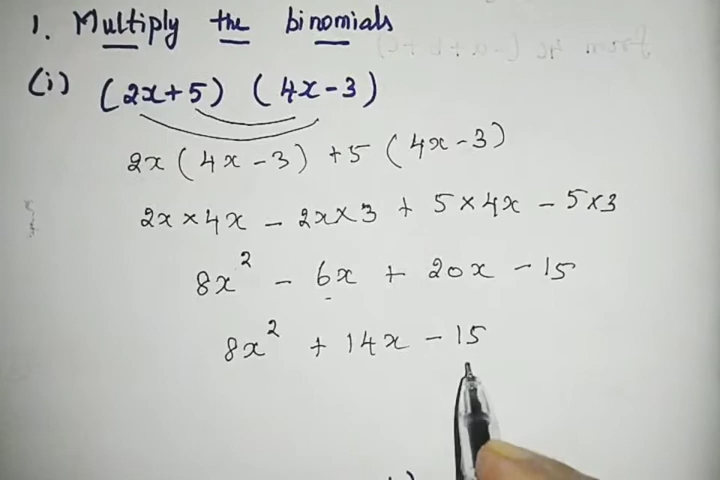 1. Multiply the binomials
(i) (2x+5) (4x-3)
2x (4x - 3) + 5 (4x - 3)
2x × 4x - 2x × 3 + 5 × 4x - 5 × 3
8x² - 6x + 20x - 15
8x² + 14x - 15